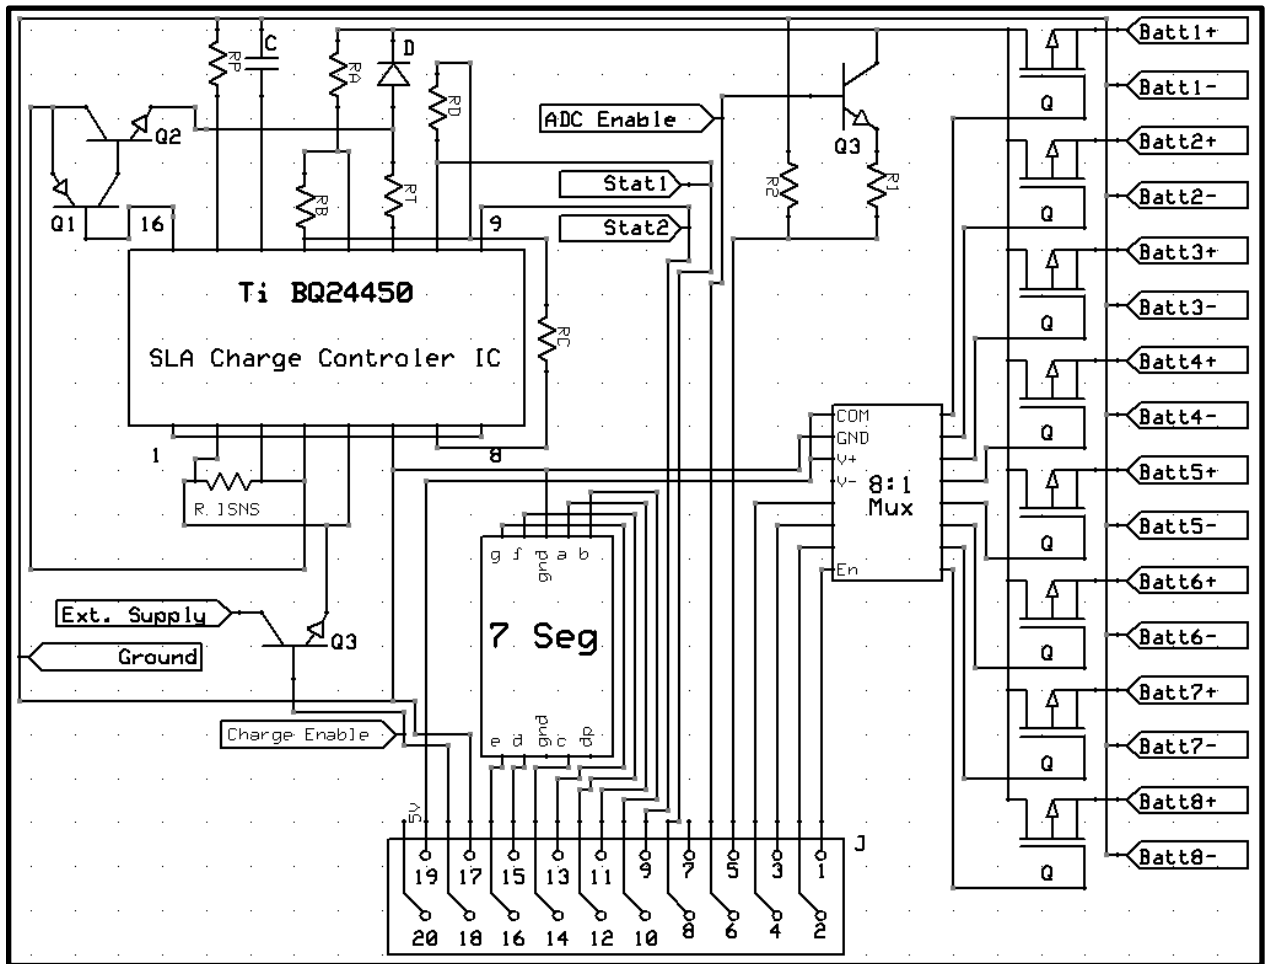 C
D
Batt1+
RP
RA
RD
Batt1-
ADC Enable
Q
Q2
Q3
Batt2+
Stat1
RB
RT
R2
R1
Batt2-
Q1
16
9
Stat2
Q
Batt3+
Ti BQ24450
Batt3-
Q
RC
SLA Charge Controler IC
Batt4+
COM
Batt4-
GND
Q
1
8
V+
Batt5+
V-
8:1
Mux
R.ISNS
Batt5-
Q
g f gnd a b
En
Batt6+
Ext. Supply
7 Seg
Q3
Batt6-
Ground
Q
Batt7+
Charge Enable
e d gnd c dp
Batt7-
Q
5V
Batt8+
J
Batt8-
19 17 15 13 11 9 7 5 3 1
Q
20 18 16 14 12 10 8 6 4 2